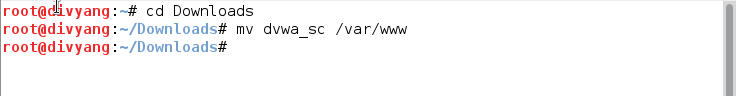 root@divyang:~# cd Downloads
root@divyang:~/Downloads# mv dvwa_sc /var/www
root@divyang:~/Downloads#